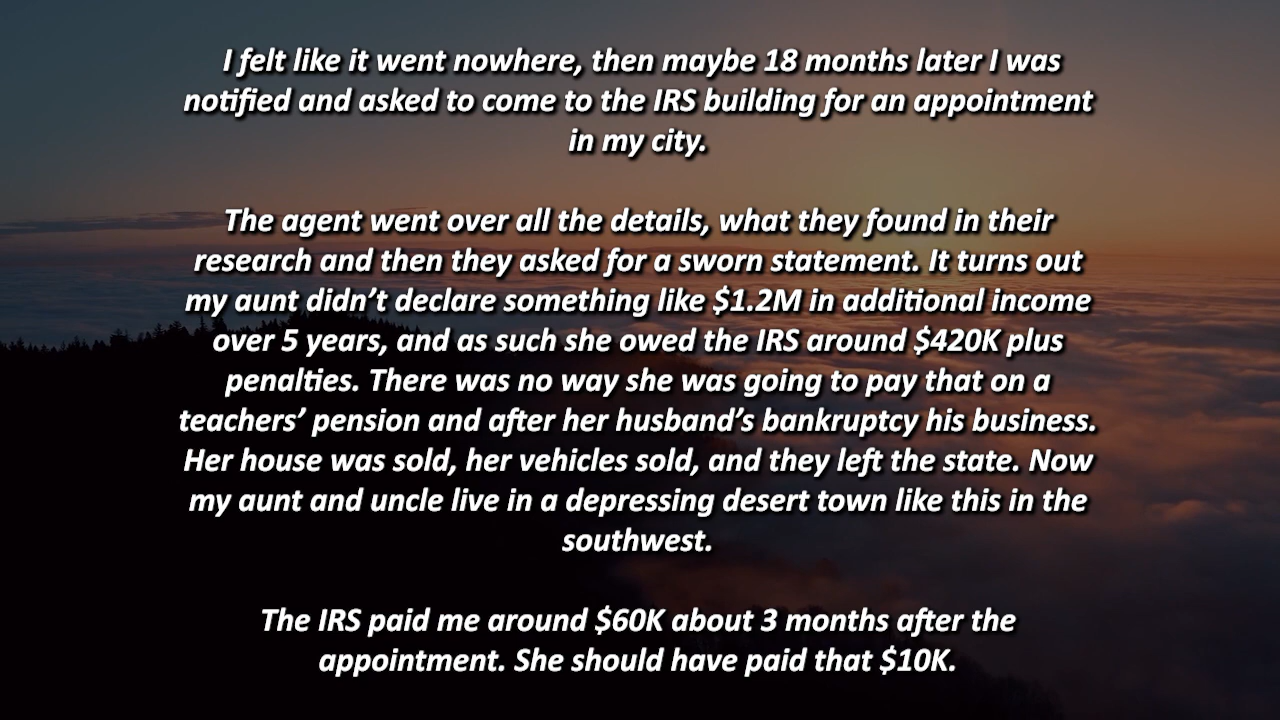 I felt like it went nowhere, then maybe 18 months later I was
notified and asked to come to the IRS building for an appointment
in my city.
The agent went over all the details, what they found in their
research and then they asked for a sworn statement. It turns out
my aunt didn’t declare something like $1.2M in additional income
over 5 years, and as such she owed the IRS around $420K plus
penalties. There was no way she was going to pay that on a
teachers’ pension and after her husband’s bankruptcy his business.
Her house was sold, her vehicles sold, and they left the state. Now
my aunt and uncle live in a depressing desert town like this in the
southwest.
The IRS paid me around $60K about 3 months after the
appointment. She should have paid that $10K.